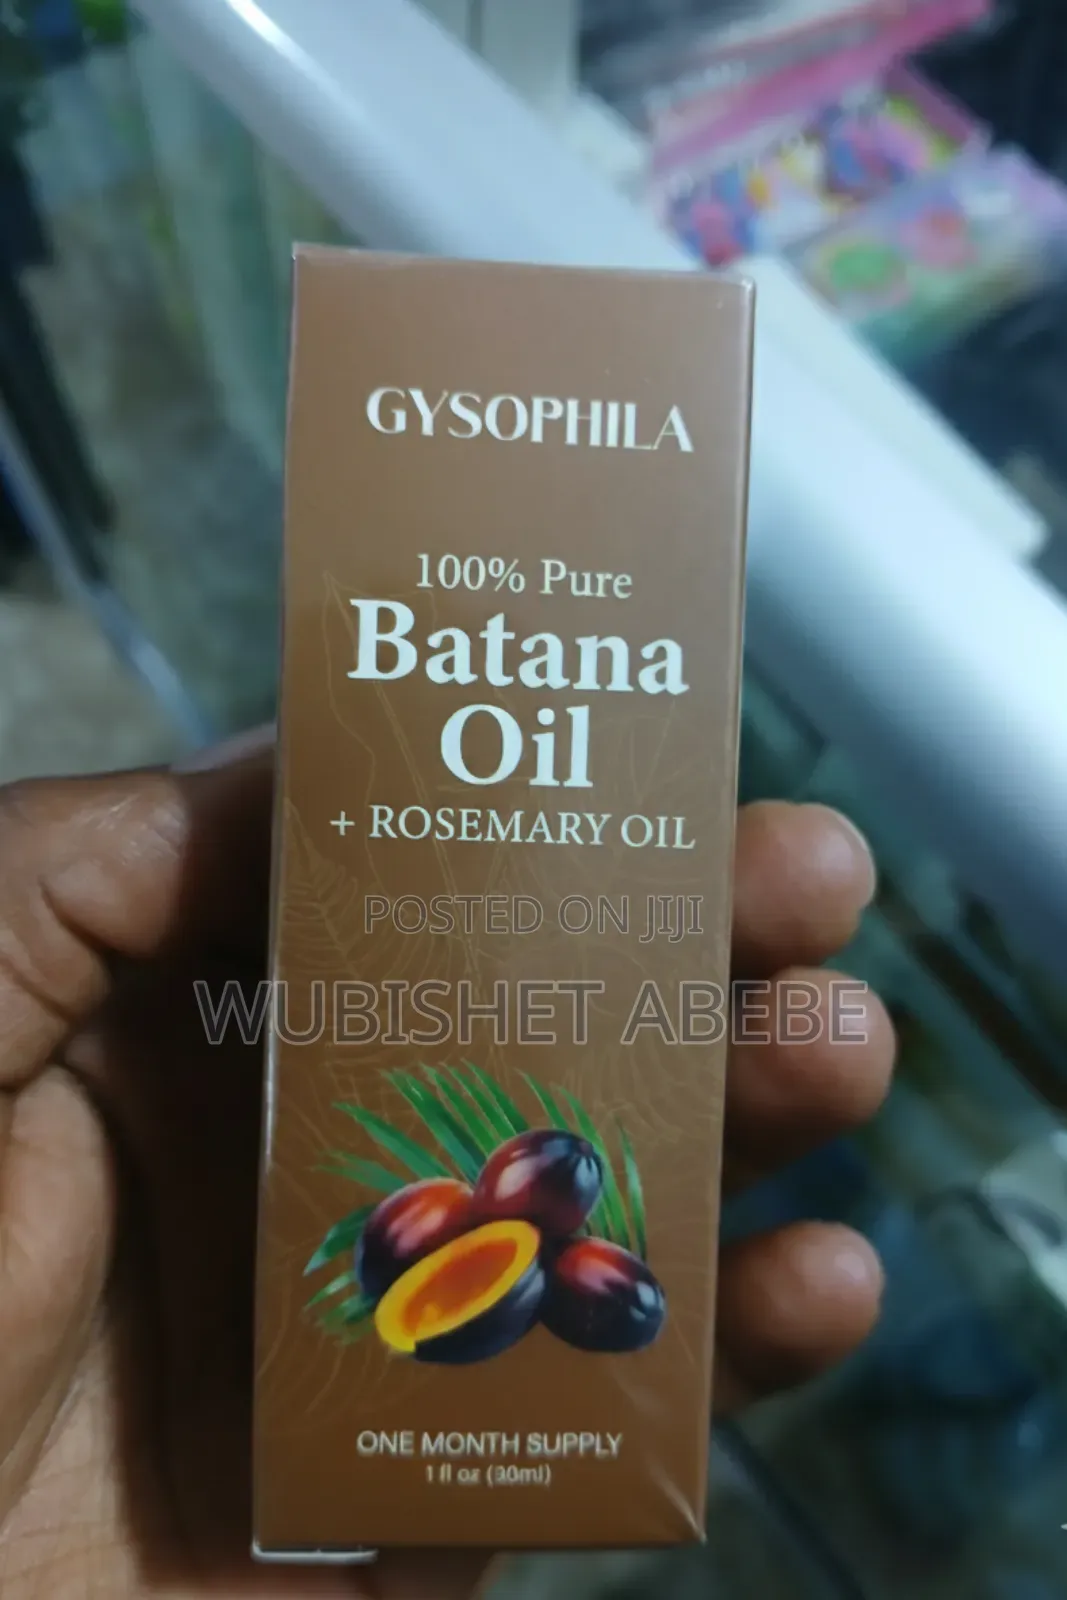 GYSOPHILA
100% Pure
Batana
Oil
+ ROSEMARY OIL
POSTED ON JIJI
WUBISHET ABEBE
ONE MONTH SUPPLY
1 fl oz (30ml)